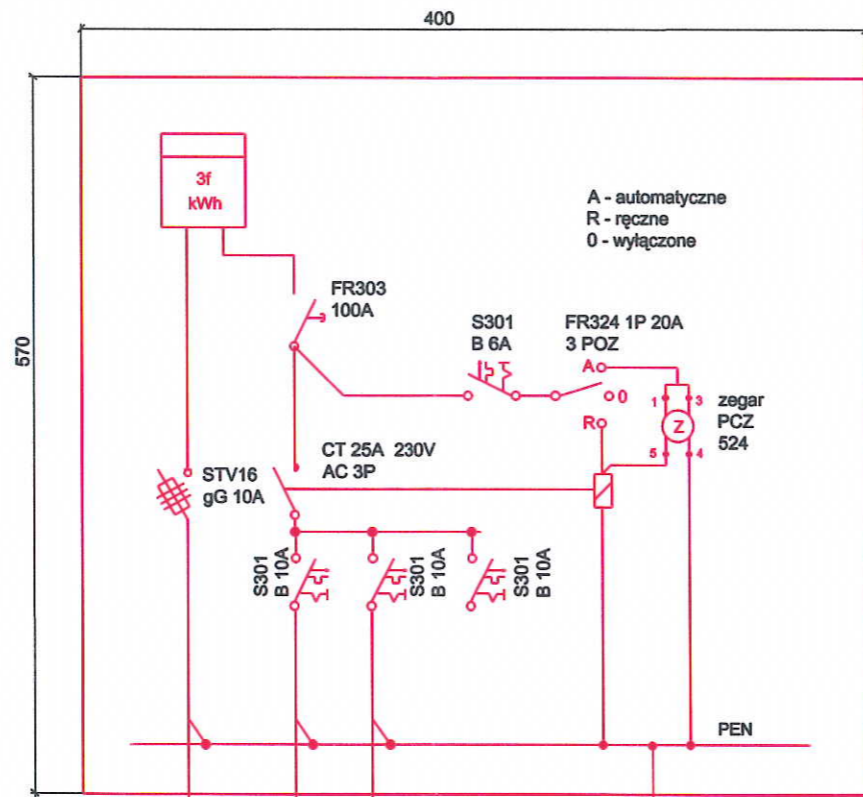 400
570
3f
kWh
A - automatyczne
R - ręczne
0 - wyłączone
FR303
100A
S301
B 6A
FR324 1P 20A
3 POZ
A
0
R
1
3
Z
5
4
zegar
PCZ
524
CT 25A 230V
AC 3P
STV16
gG 10A
S301
B 10A
S301
B 10A
S301
B 10A
PEN